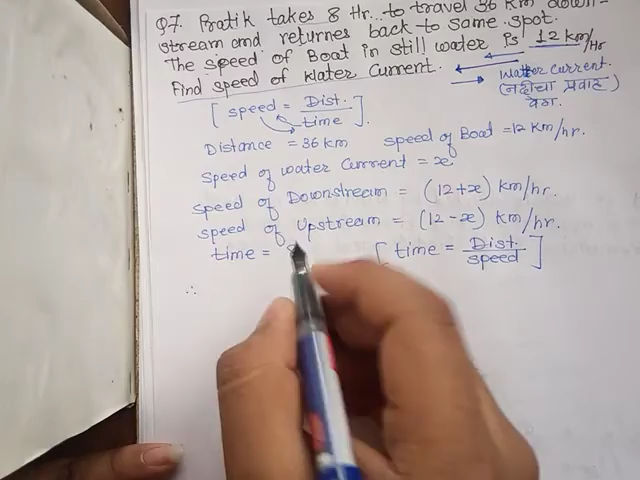 Q7. Pratik takes 8 Hr. to travel 36 Km down-
stream and returnes back to same spot.
The speed of Boat in still water is 12 km/Hr
Find speed of Water Current.
Water Current.
(नदीचा प्रवाह)
वेग.
[ speed = Dist. / time ].
Distance = 36 km speed of Boat = 12 Km/hr.
Speed of water Current = x
speed of Downstream = (12+x) km/hr.
speed of Upstream = (12-x) km/hr.
time = 8 [ time = Dist. / speed ]
∴